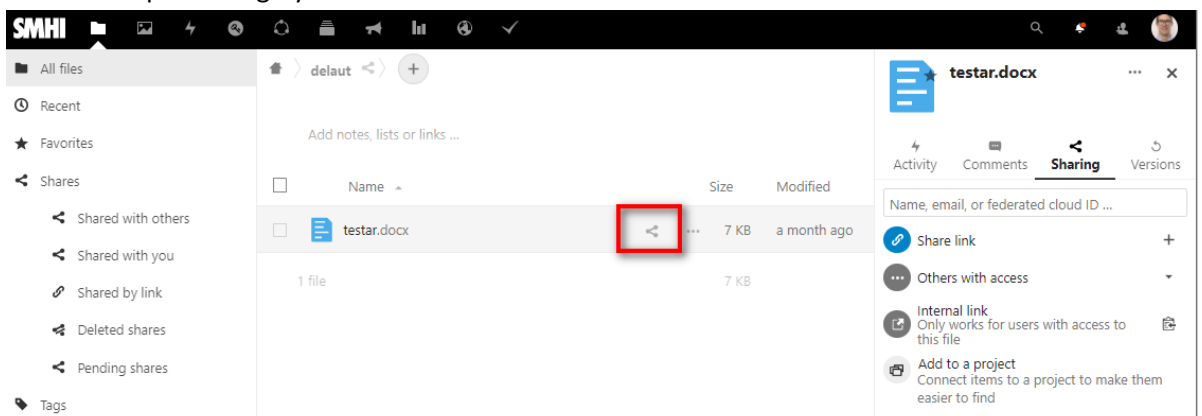 SMHI
All files
Recent
Favorites
Shares
Shared with others
Shared with you
Shared by link
Deleted shares
Pending shares
Tags
delaut
Add notes, lists or links ...
Name Size Modified
testar.docx ... 7 KB a month ago
1 file 7 KB
testar.docx ...
Activity Comments Sharing Versions
Name, email, or federated cloud ID ...
Share link
Others with access
Internal link
Only works for users with access to
this file
Add to a project
Connect items to a project to make them
easier to find